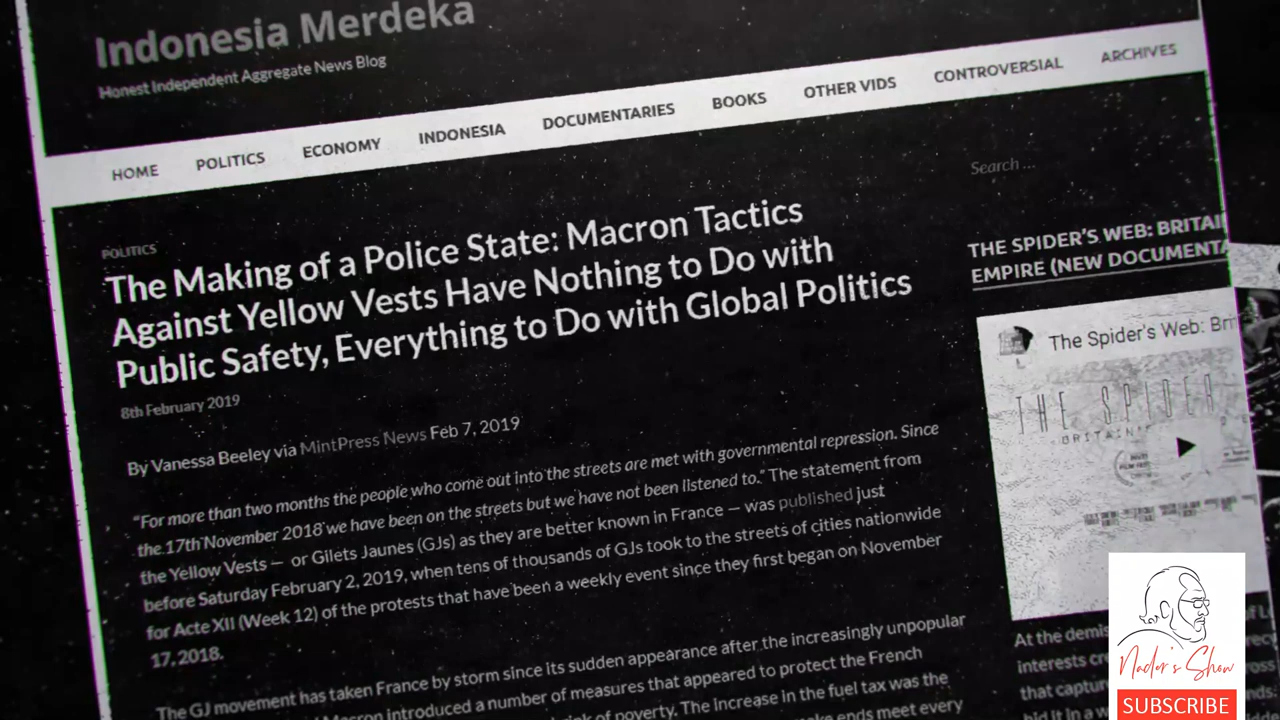 Indonesia Merdeka
Honest Independent Aggregate News Blog
HOME POLITICS ECONOMY INDONESIA DOCUMENTARIES BOOKS OTHER VIDS CONTROVERSIAL ARCHIVES
Search ...
POLITICS
The Making of a Police State: Macron Tactics
Against Yellow Vests Have Nothing to Do with
Public Safety, Everything to Do with Global Politics
8th February 2019
By Vanessa Beeley via MintPress News Feb 7, 2019
"For more than two months the people who come out into the streets are met with governmental repression. Since
the 17th November 2018 we have been on the streets but we have not been listened to." The statement from
the Yellow Vests — or Gilets Jaunes (GJs) as they are better known in France — was published just
before Saturday February 2, 2019, when tens of thousands of GJs took to the streets of cities nationwide
for Acte XII (Week 12) of the protests that have been a weekly event since they first began on November
17, 2018.
The GJ movement has taken France by storm since its sudden appearance after the increasingly unpopular
Macron introduced a number of measures that appeared to protect the French
of poverty. The increase in the fuel tax was the
ends meet every
THE SPIDER'S WEB: BRITAI
EMPIRE (NEW DOCUMENTA
The Spider's Web: Bri
THE SPIDER
BRITAIN
At the demis
interests cr
that captur
Nader's Show
SUBSCRIBE